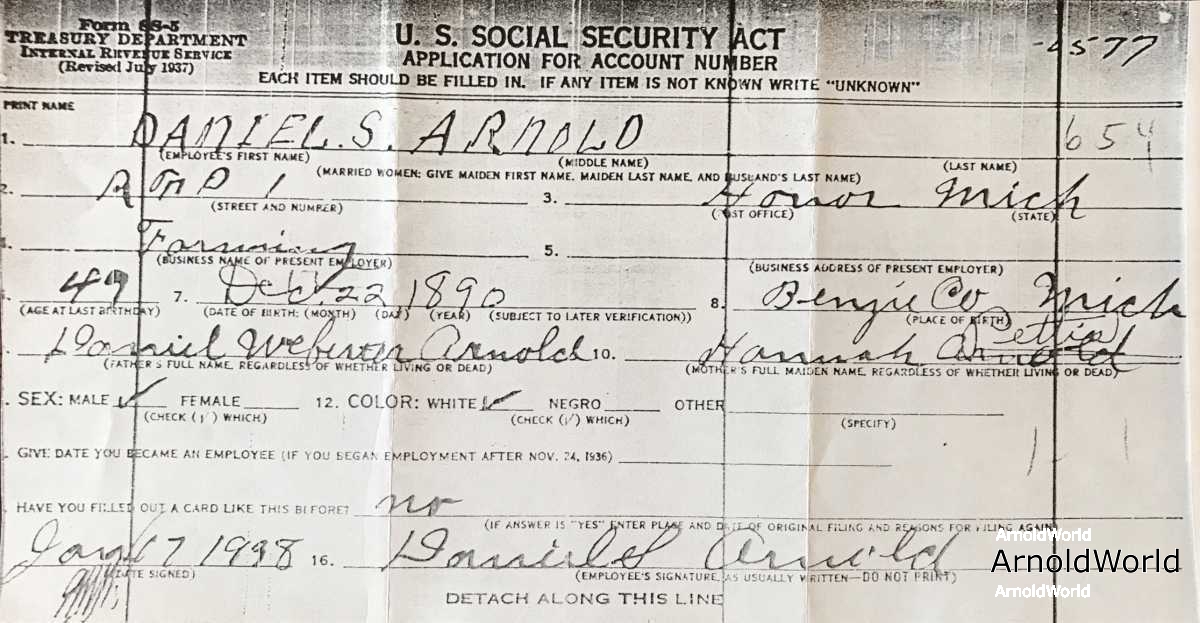 Form SS-5
TREASURY DEPARTMENT
INTERNAL REVENUE SERVICE
(Revised July 1937)
U. S. SOCIAL SECURITY ACT
APPLICATION FOR ACCOUNT NUMBER
EACH ITEM SHOULD BE FILLED IN. IF ANY ITEM IS NOT KNOWN WRITE "UNKNOWN"
577
PRINT NAME
1. DANIEL. S. ARNOLD 654
(EMPLOYEE'S FIRST NAME) (MIDDLE NAME) (LAST NAME)
(MARRIED WOMEN: GIVE MAIDEN FIRST NAME, MAIDEN LAST NAME, AND HUSBAND'S LAST NAME)
2. 1 3. Honor Mich
(STREET AND NUMBER) (POST OFFICE) (STATE)
Farming 5.
(BUSINESS NAME OF PRESENT EMPLOYER) (BUSINESS ADDRESS OF PRESENT EMPLOYER)
49 7. Dec. 22 1890 8. Benzie Co Mich
(AGE AT LAST BIRTHDAY) (DATE OF BIRTH: (MONTH) (DAY) (YEAR) (SUBJECT TO LATER VERIFICATION)) (PLACE OF BIRTH)
Daniel Webster Arnold 10. Hannah Arnold
(FATHER'S FULL NAME, REGARDLESS OF WHETHER LIVING OR DEAD) (MOTHER'S FULL MAIDEN NAME, REGARDLESS OF WHETHER LIVING OR DEAD)
SEX: MALE ✓ FEMALE 12. COLOR: WHITE ✓ NEGRO OTHER
(CHECK (√) WHICH) (CHECK (√) WHICH) (SPECIFY)
GIVE DATE YOU BECAME AN EMPLOYEE (IF YOU BEGAN EMPLOYMENT AFTER NOV. 24, 1936)
HAVE YOU FILLED OUT A CARD LIKE THIS BEFORE? no
(IF ANSWER IS "YES" ENTER PLACE AND DATE OF ORIGINAL FILING AND REASONS FOR FILING AGAIN)
1938 16. Daniel S Arnold
(DATE SIGNED) (EMPLOYEE'S SIGNATURE, AS USUALLY WRITTEN—DO NOT PRINT)
DETACH ALONG THIS LINE
ArnoldWorld
ArnoldWorld
ArnoldWorld